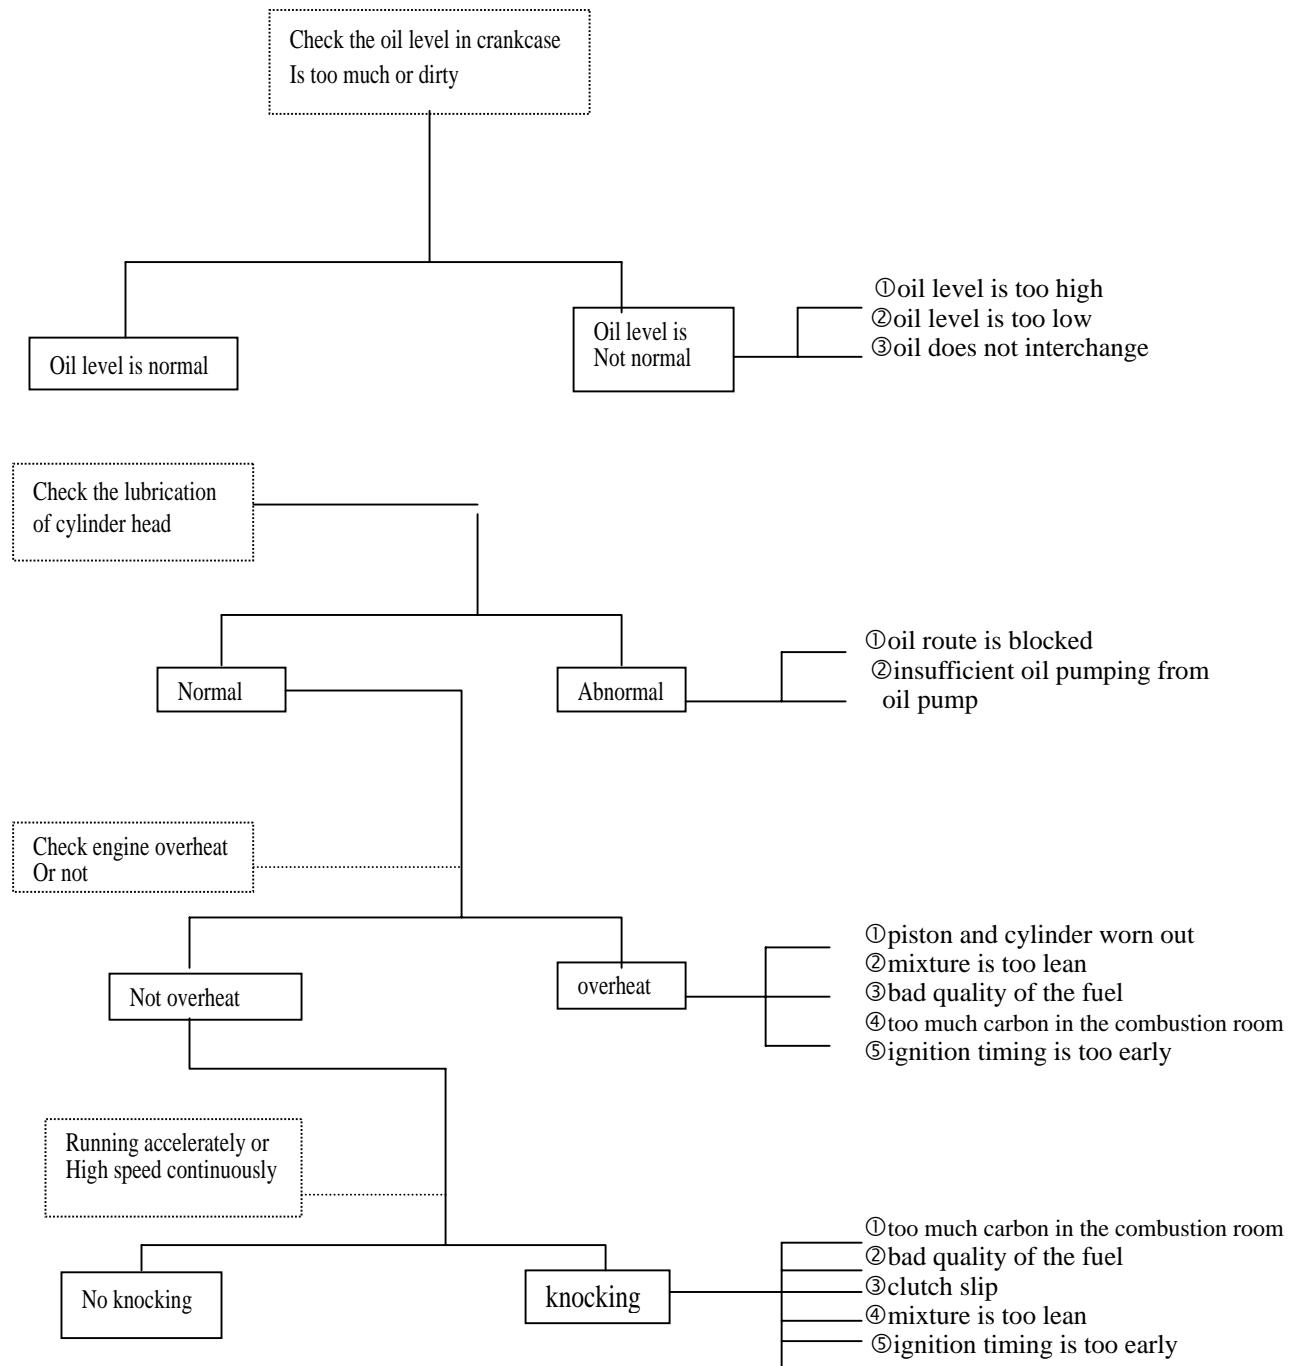 Check the oil level in crankcase
Is too much or dirty
①oil level is too high
②oil level is too low
③oil does not interchange
Oil level is
Not normal
Oil level is normal
Check the lubrication
of cylinder head
①oil route is blocked
②insufficient oil pumping from
oil pump
Normal
Abnormal
Check engine overheat
Or not
①piston and cylinder worn out
②mixture is too lean
③bad quality of the fuel
④too much carbon in the combustion room
⑤ignition timing is too early
Not overheat
overheat
Running accelerately or
High speed continuously
①too much carbon in the combustion room
②bad quality of the fuel
③clutch slip
④mixture is too lean
⑤ignition timing is too early
No knocking
knocking